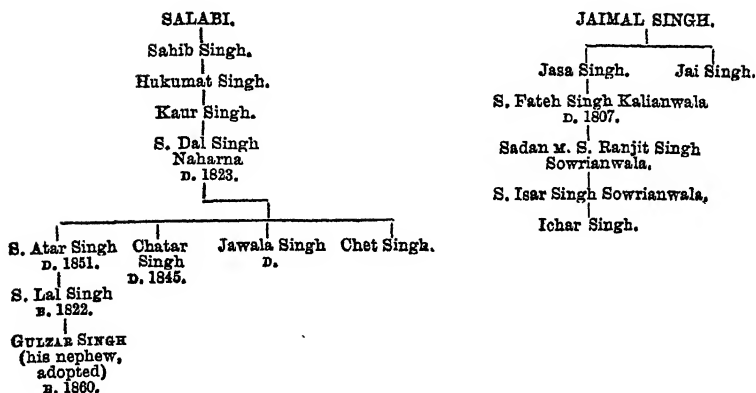 SALABI.
Sahib Singh.
Hukumat Singh.
Kaur Singh.
S. Dal Singh
Naharna
D. 1823.
S. Atar Singh
D. 1851.
Chatar
Singh
D. 1845.
Jawala Singh
D.
Chet Singh.
S. Lal Singh
B. 1822.
GULZAR SINGH
(his nephew,
adopted)
B. 1860.
JAIMAL SINGH.
Jasa Singh.
Jai Singh.
S. Fateh Singh Kalianwala
D. 1807.
Sadan M. S. Ranjit Singh
Sowrianwala,
S. Isar Singh Sowrianwala,
Ichar Singh.